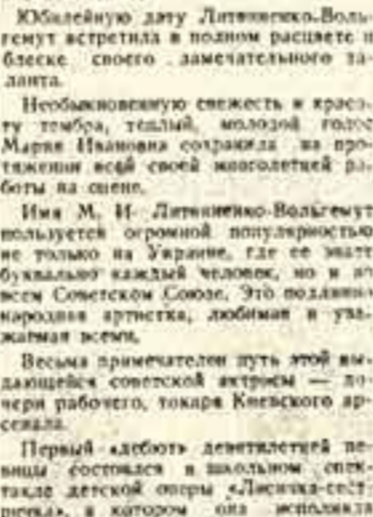 Юбилейную дату Литвиненко-Воль-
гемут встретила в полном расцвете и
блеске своего замечательного та-
ланта.
Необыкновенную свежесть и красо-
ту тембра, теплый, молодой голос
Мария Ивановна сохранила на про-
тяжении всей своей многолетней ра-
боты на сцене.
Имя М. И. Литвиненко-Вольгемут
пользуется огромной популярностью
не только на Украине, где ее знает
буквально каждый человек, но и во
всем Советском Союзе. Это подлинно
народная артистка, любимая и ува-
жаемая всеми.
Весьма примечателен путь этой вы-
дающейся советской актрисы — до-
чери рабочего, токаря Киевского ар-
сенала.
Первый «дебют» девятилетней пе-
вицы состоялся в школьном спек-
такле детской оперы «Лисичка-сест-
ричка», в котором она исполняла